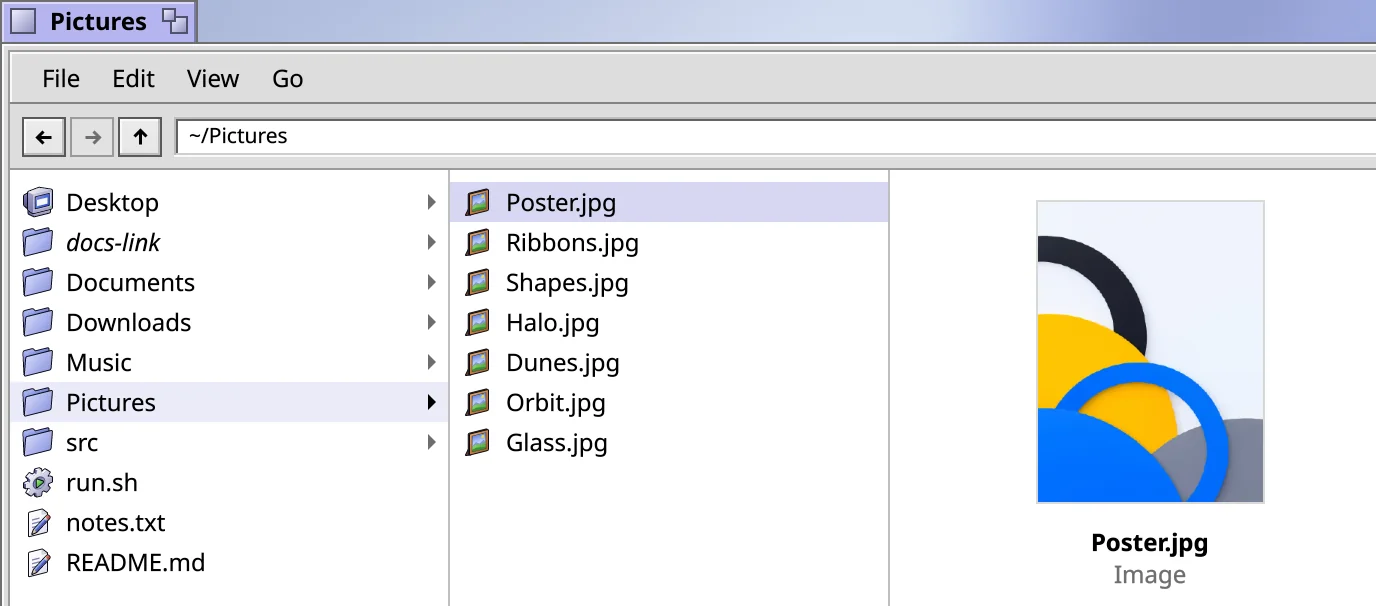 Pictures
File Edit View Go
~/Pictures
Desktop
docs-link
Documents
Downloads
Music
Pictures
src
run.sh
notes.txt
README.md
Poster.jpg
Ribbons.jpg
Shapes.jpg
Halo.jpg
Dunes.jpg
Orbit.jpg
Glass.jpg
Poster.jpg
Image